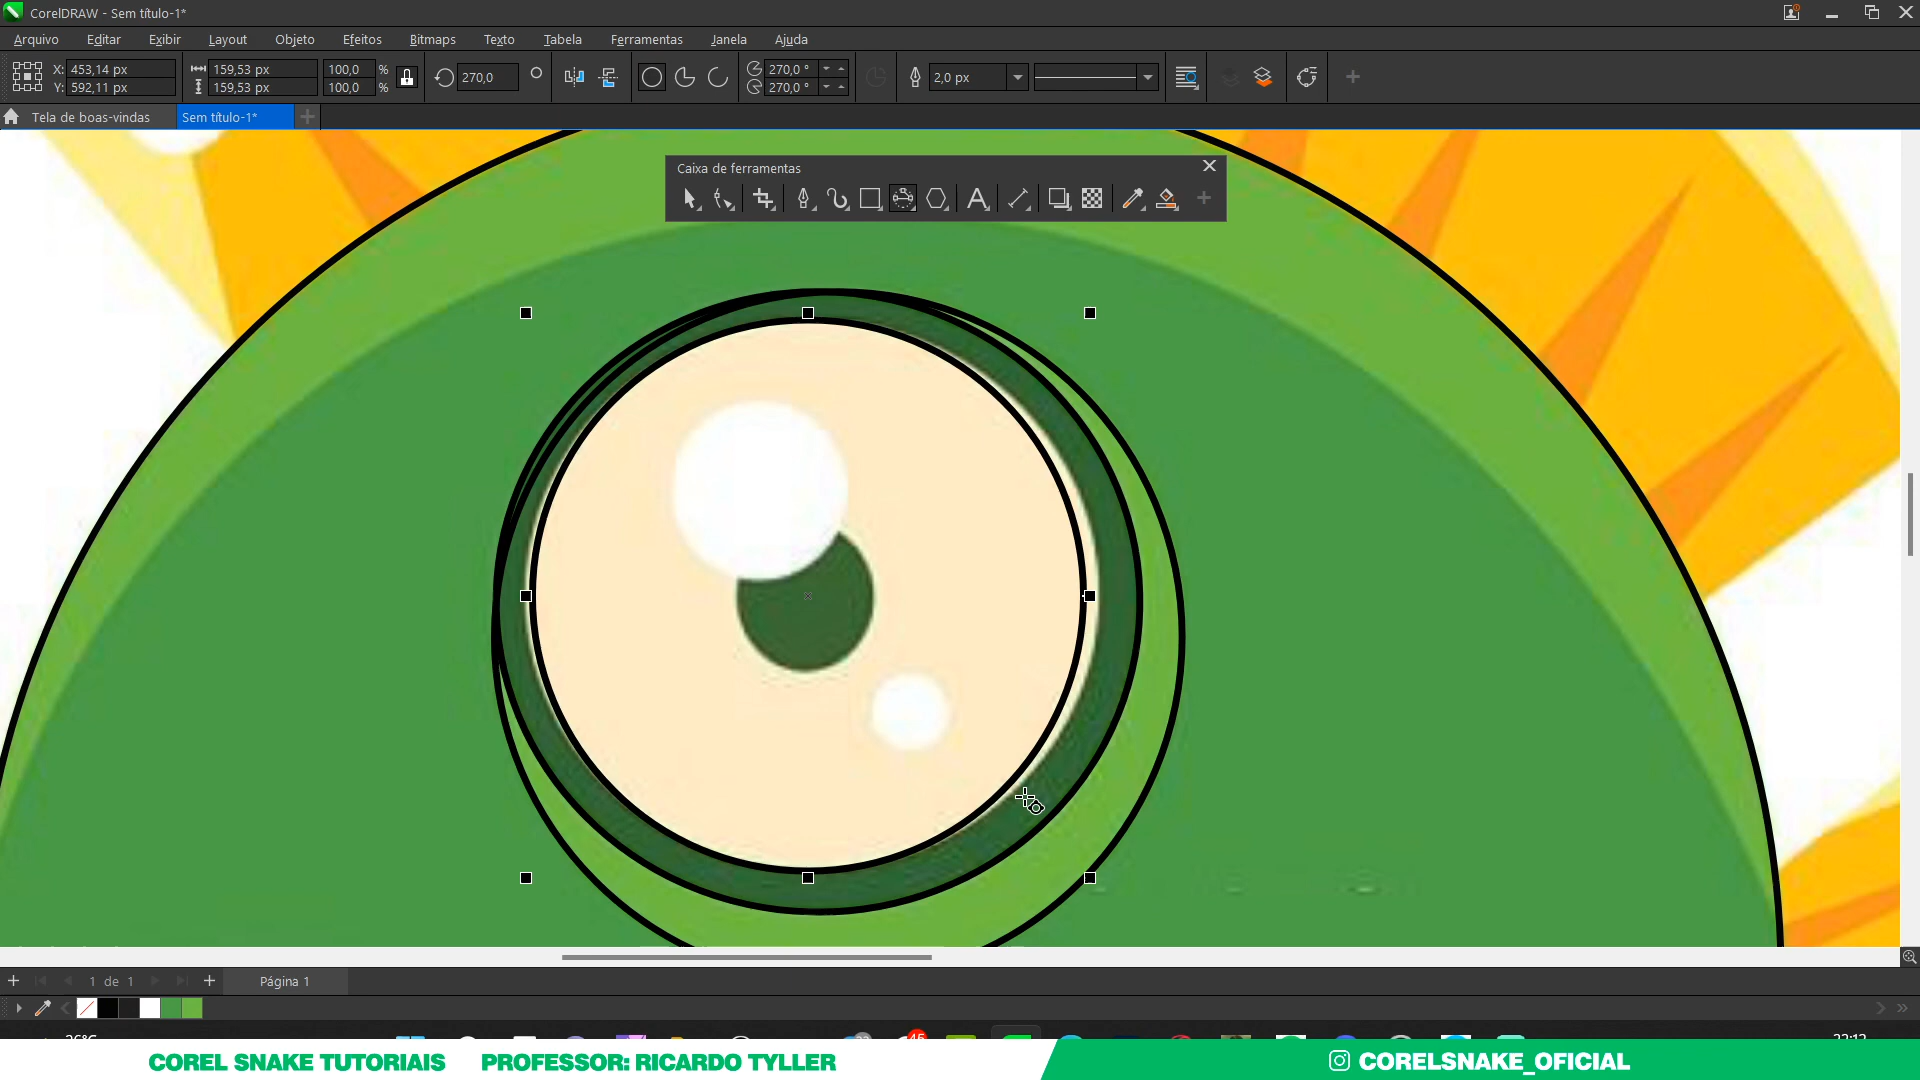 CorelDRAW - Sem título-1*
Arquivo Editar Exibir Layout Objeto Efeitos Bitmaps Texto Tabela Ferramentas Janela Ajuda
X: 453,14 px 159,53 px 100,0 % 270,0 270,0 ° 2,0 px
Y: 592,11 px 159,53 px 100,0 % 270,0 °
Tela de boas-vindas Sem título-1*
Caixa de ferramentas
1 de 1 Página 1
COREL SNAKE TUTORIAIS PROFESSOR: RICARDO TYLLER CORELSNAKE_OFICIAL